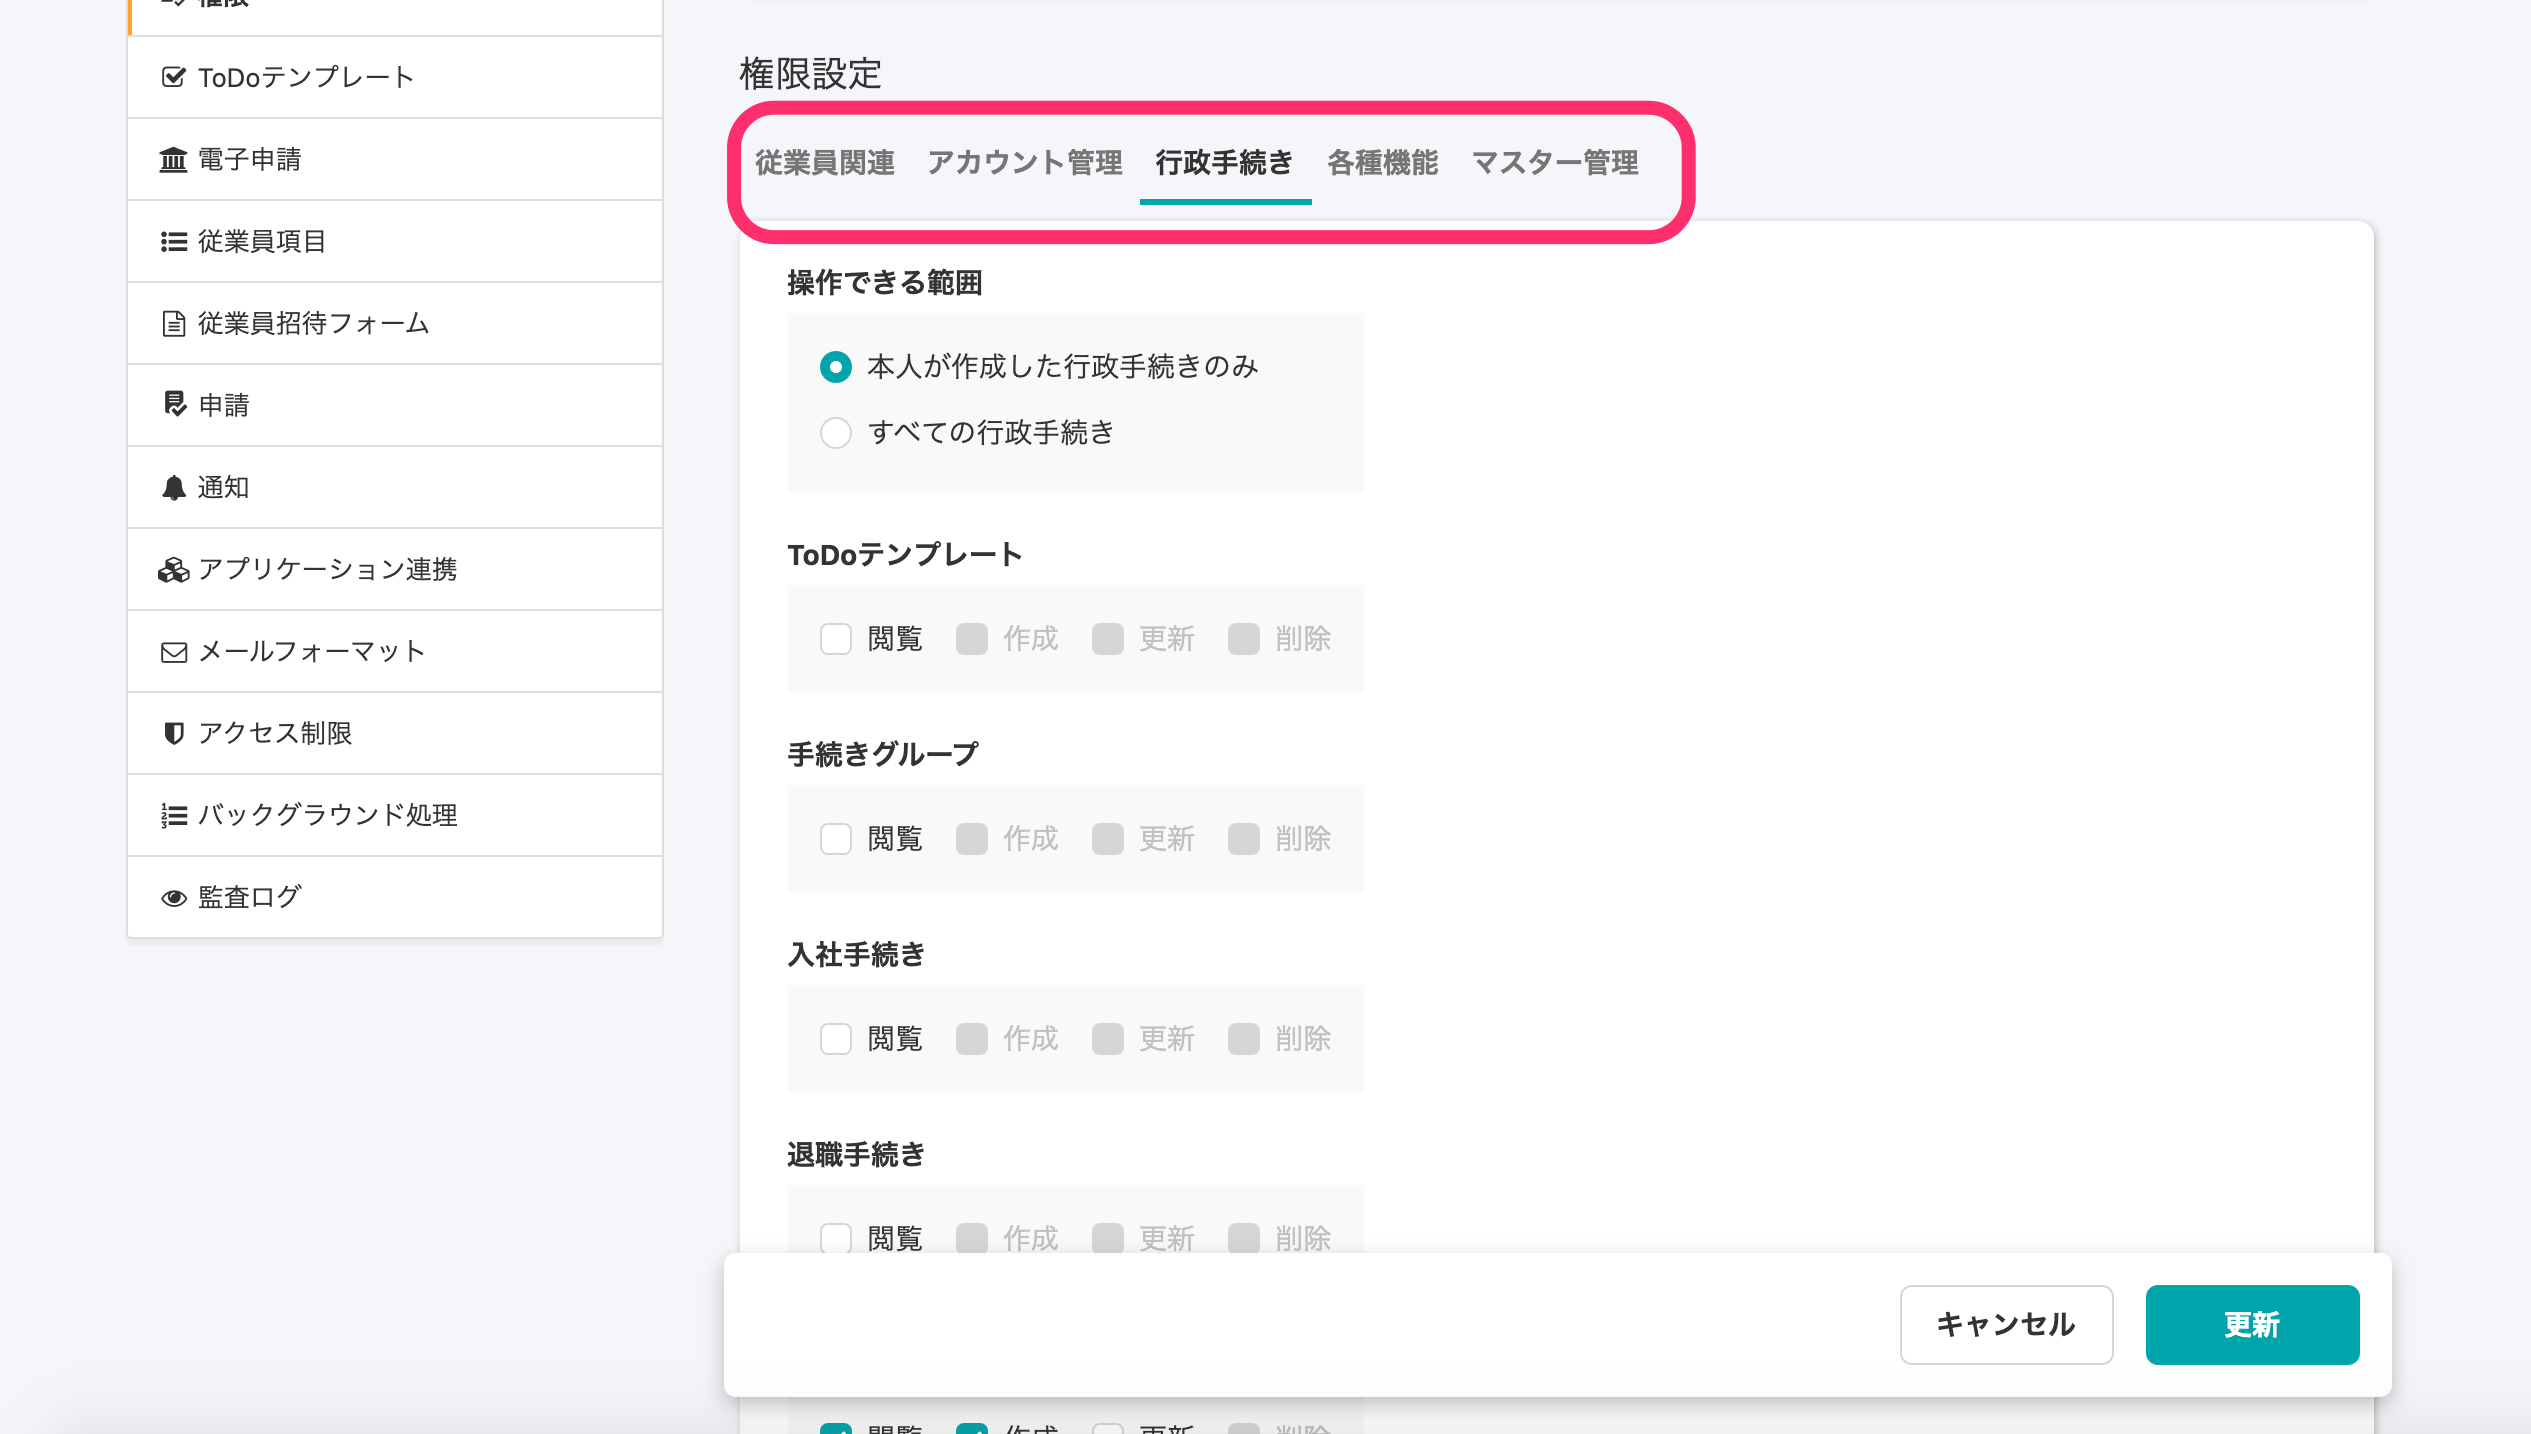 権限
ToDoテンプレート
電子申請
従業員項目
従業員招待フォーム
申請
通知
アプリケーション連携
メールフォーマット
アクセス制限
バックグラウンド処理
監査ログ
権限設定
従業員関連 アカウント管理 行政手続き 各種機能 マスター管理
操作できる範囲
本人が作成した行政手続きのみ
すべての行政手続き
ToDoテンプレート
閲覧 作成 更新 削除
手続きグループ
閲覧 作成 更新 削除
入社手続き
閲覧 作成 更新 削除
退職手続き
閲覧 作成 更新 削除
キャンセル 更新
閲覧 作成 更新 削除